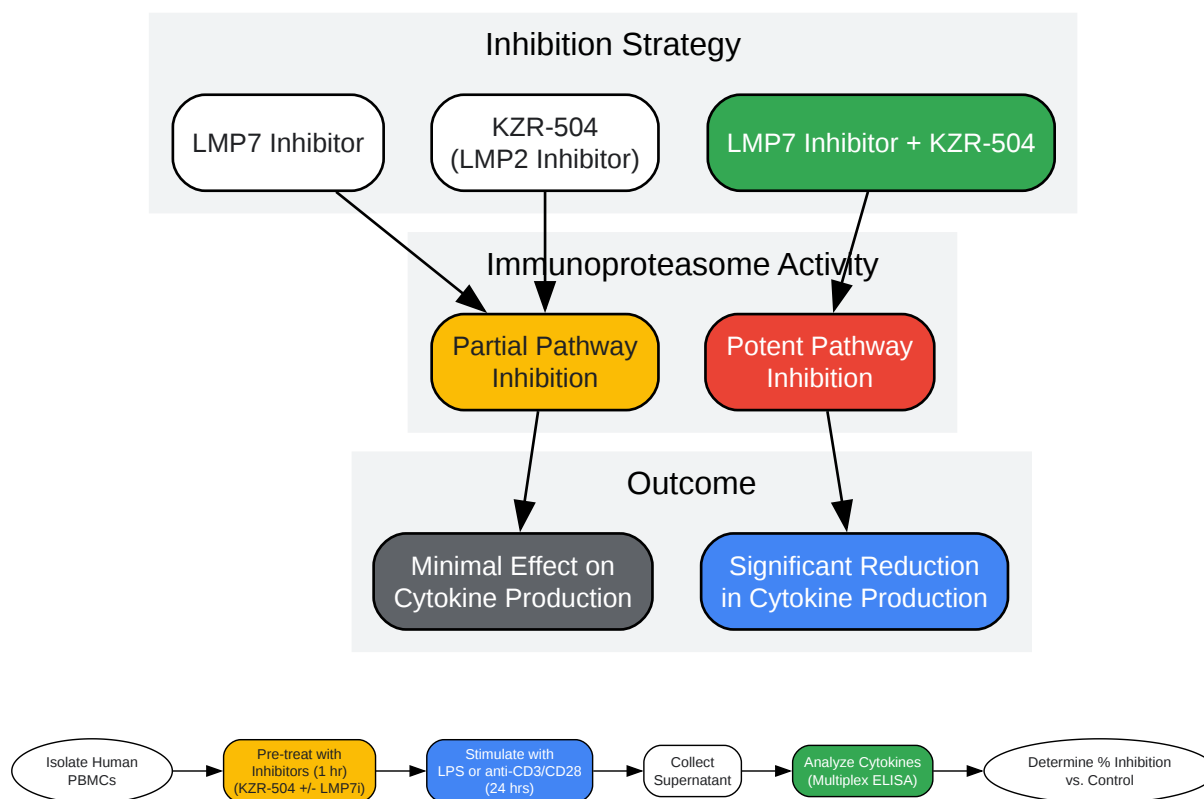 Inhibition Strategy
LMP7 Inhibitor
KZR-504
(LMP2 Inhibitor)
LMP7 Inhibitor + KZR-504
Immunoproteasome Activity
Partial Pathway
Inhibition
Potent Pathway
Inhibition
Outcome
Minimal Effect on
Cytokine Production
Significant Reduction
in Cytokine Production
Isolate Human
PBMCs
Pre-treat with
Inhibitors (1 hr)
(KZR-504 +/- LMP7i)
Stimulate with
LPS or anti-CD3/CD28
(24 hrs)
Collect
Supernatant
Analyze Cytokines
(Multiplex ELISA)
Determine % Inhibition
vs. Control